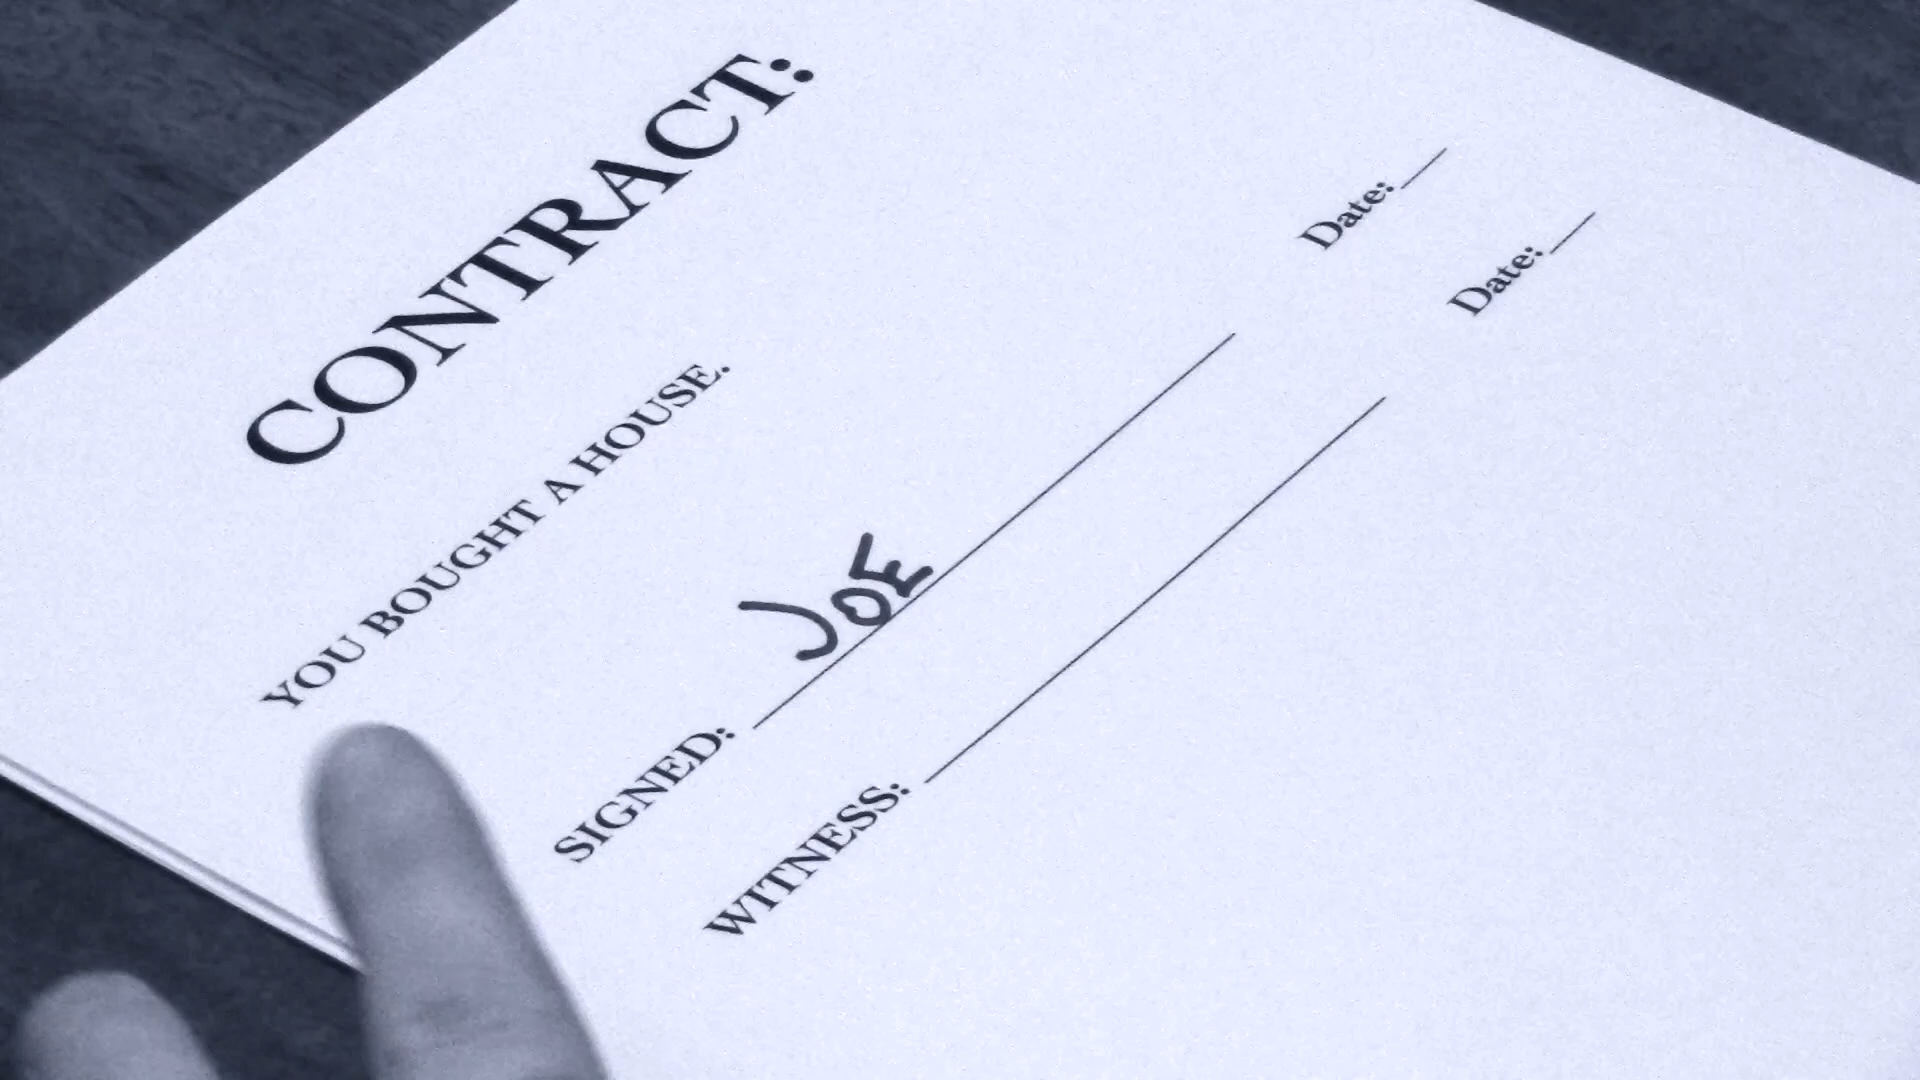 CONTRACT:
YOU BOUGHT A HOUSE.
SIGNED: JOE Date:
WITNESS: Date: